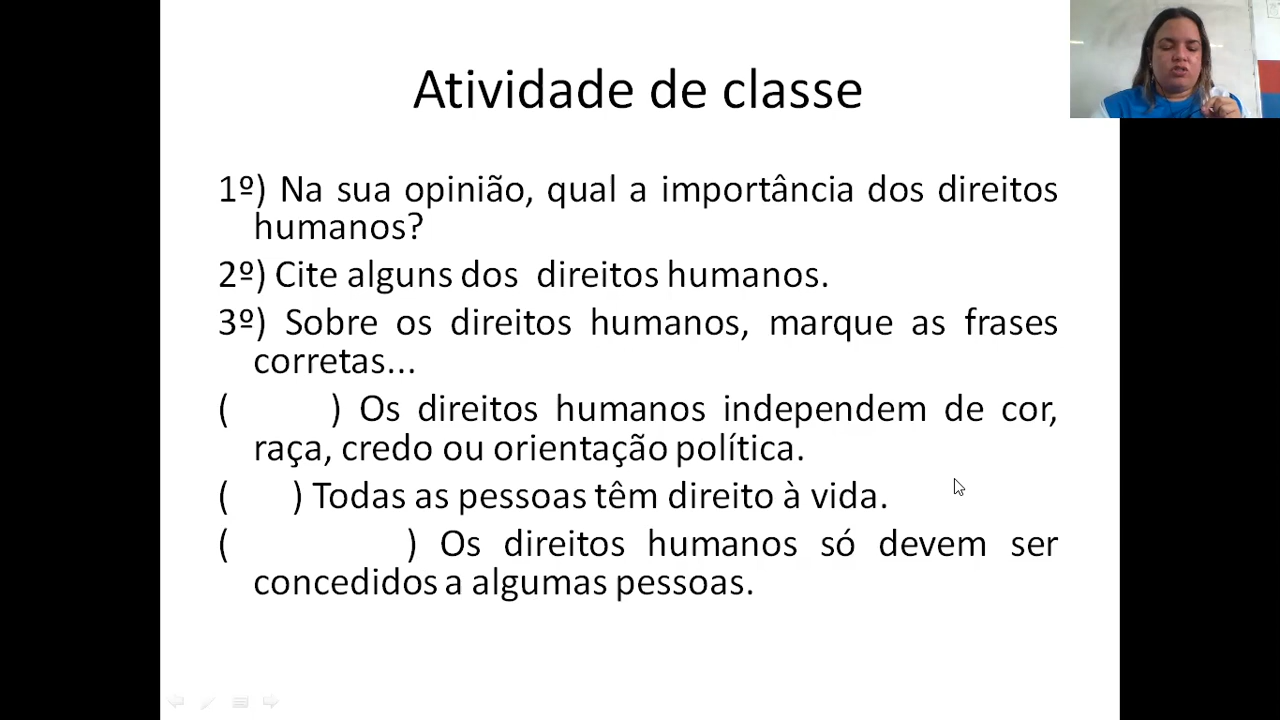 Atividade de classe
1º) Na sua opinião, qual a importância dos direitos
humanos?
2º) Cite alguns dos direitos humanos.
3º) Sobre os direitos humanos, marque as frases
corretas...
( ) Os direitos humanos independem de cor,
raça, credo ou orientação política.
( ) Todas as pessoas têm direito à vida.
( ) Os direitos humanos só devem ser
concedidos a algumas pessoas.